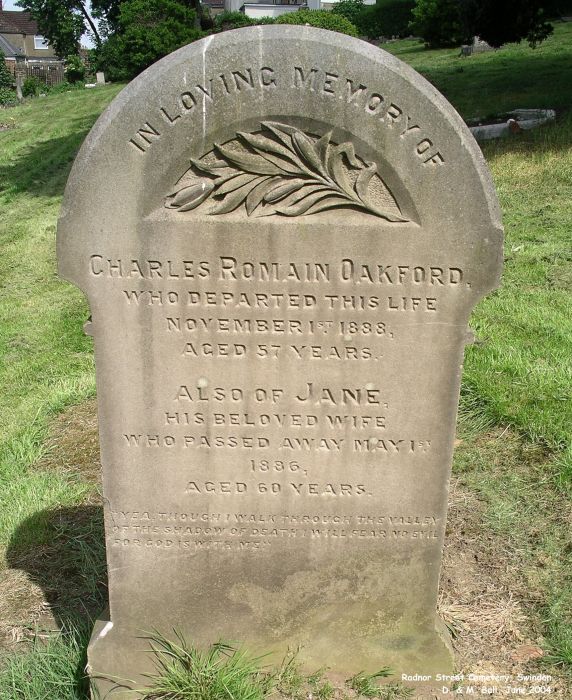 IN LOVING MEMORY OF
CHARLES ROMAIN OAKFORD,
WHO DEPARTED THIS LIFE
NOVEMBER 1ST 1888,
AGED 57 YEARS.
ALSO OF JANE,
HIS BELOVED WIFE
WHO PASSED AWAY MAY 1ST
1886,
AGED 60 YEARS.
"YEA, THOUGH I WALK THROUGH THE VALLEY
OF THE SHADOW OF DEATH I WILL FEAR NO EVIL
FOR GOD IS WITH ME."
Radnor Street Cemetery, Swindon
D. & M. Ball, June 2004